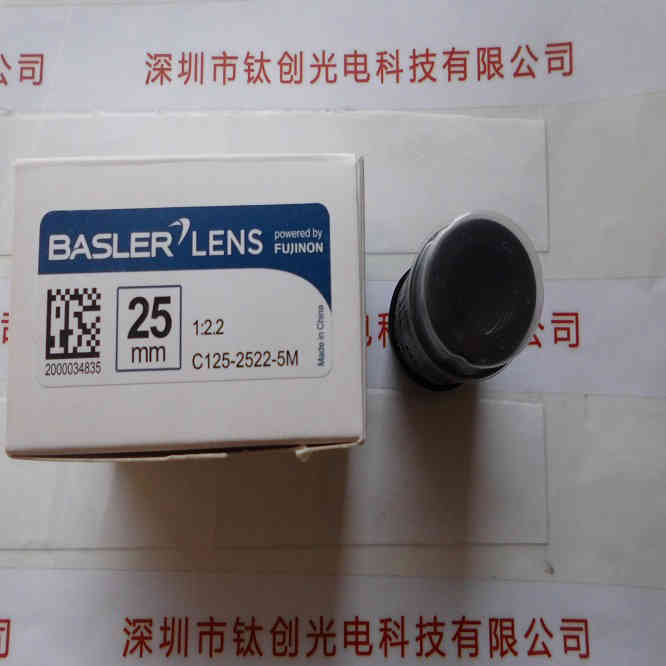 公司
深圳市钛创光电科技有限公司
BASLER LENS
powered by
FUJINON
25
mm
1:2.2
C125-2522-5M
2000034835
Made in China
司
深圳市钛创光电科技有限公司